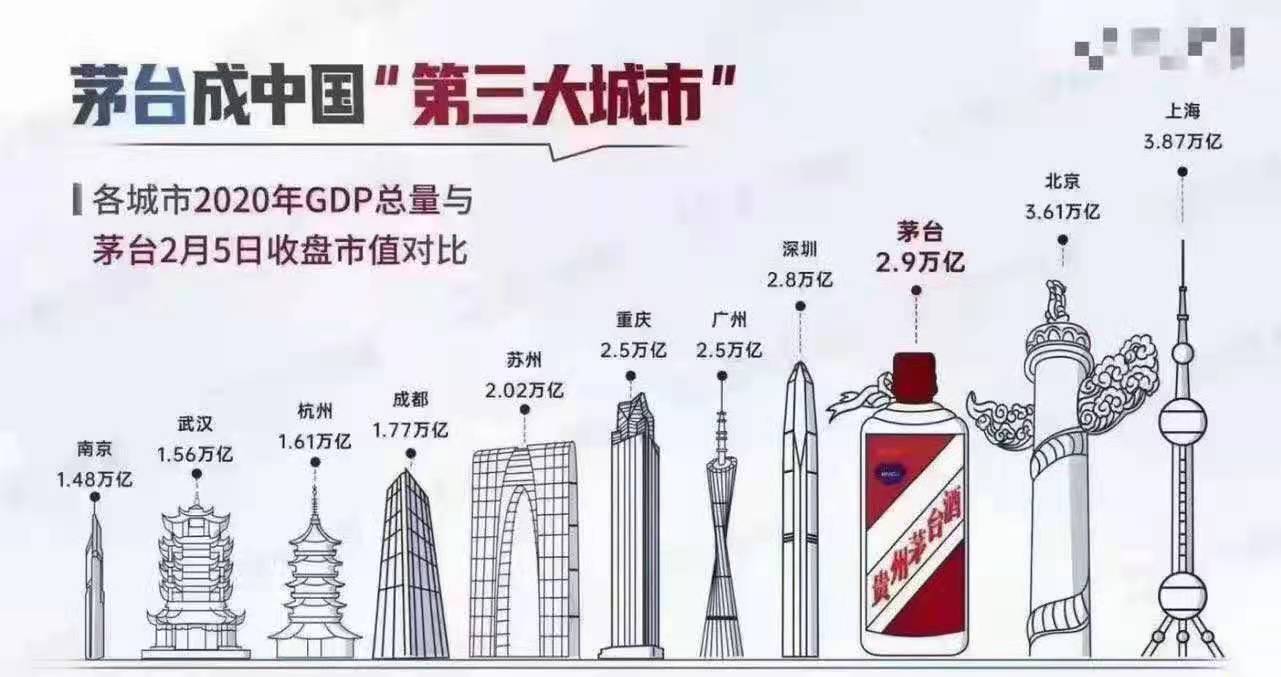 茅台成中国“第三大城市”
各城市2020年GDP总量与
茅台2月5日收盘市值对比
南京
1.48万亿
武汉
1.56万亿
杭州
1.61万亿
成都
1.77万亿
苏州
2.02万亿
重庆
2.5万亿
广州
2.5万亿
深圳
2.8万亿
茅台
2.9万亿
北京
3.61万亿
上海
3.87万亿
贵州茅台酒